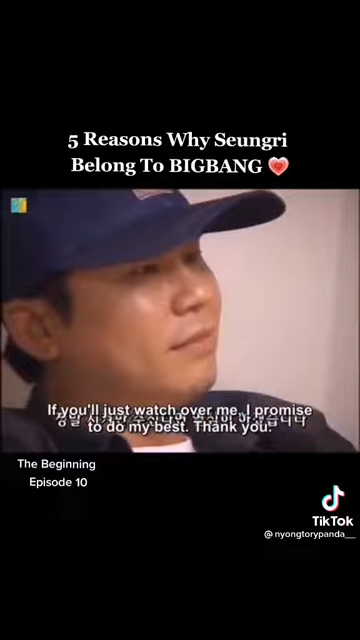 5 Reasons Why Seungri
Belong To BIGBANG 💗
If you'll just watch over me, I promise
to do my best. Thank you.
The Beginning
Episode 10
TikTok
@nyongtorypanda__